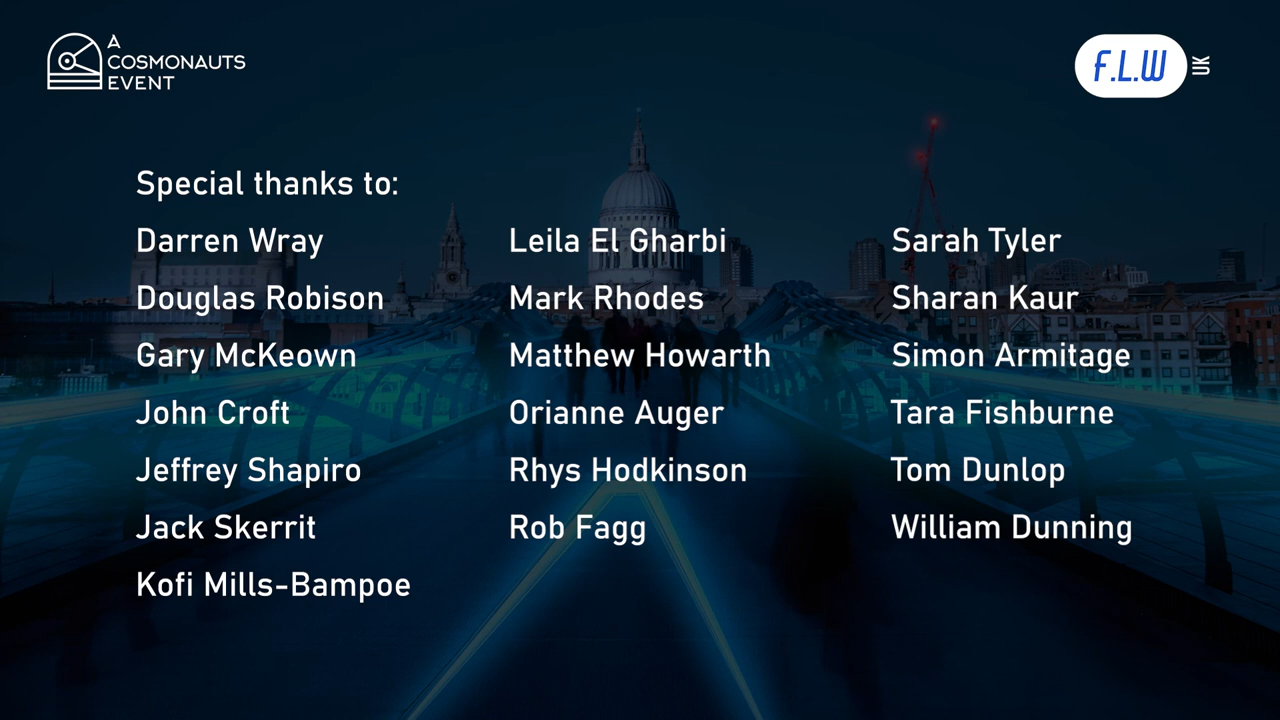 A
COSMONAUTS
EVENT
F.L.W
UK
Special thanks to:
Darren Wray
Douglas Robison
Gary McKeown
John Croft
Jeffrey Shapiro
Jack Skerrit
Kofi Mills-Bampoe
Leila El Gharbi
Mark Rhodes
Matthew Howarth
Orianne Auger
Rhys Hodkinson
Rob Fagg
Sarah Tyler
Sharan Kaur
Simon Armitage
Tara Fishburne
Tom Dunlop
William Dunning